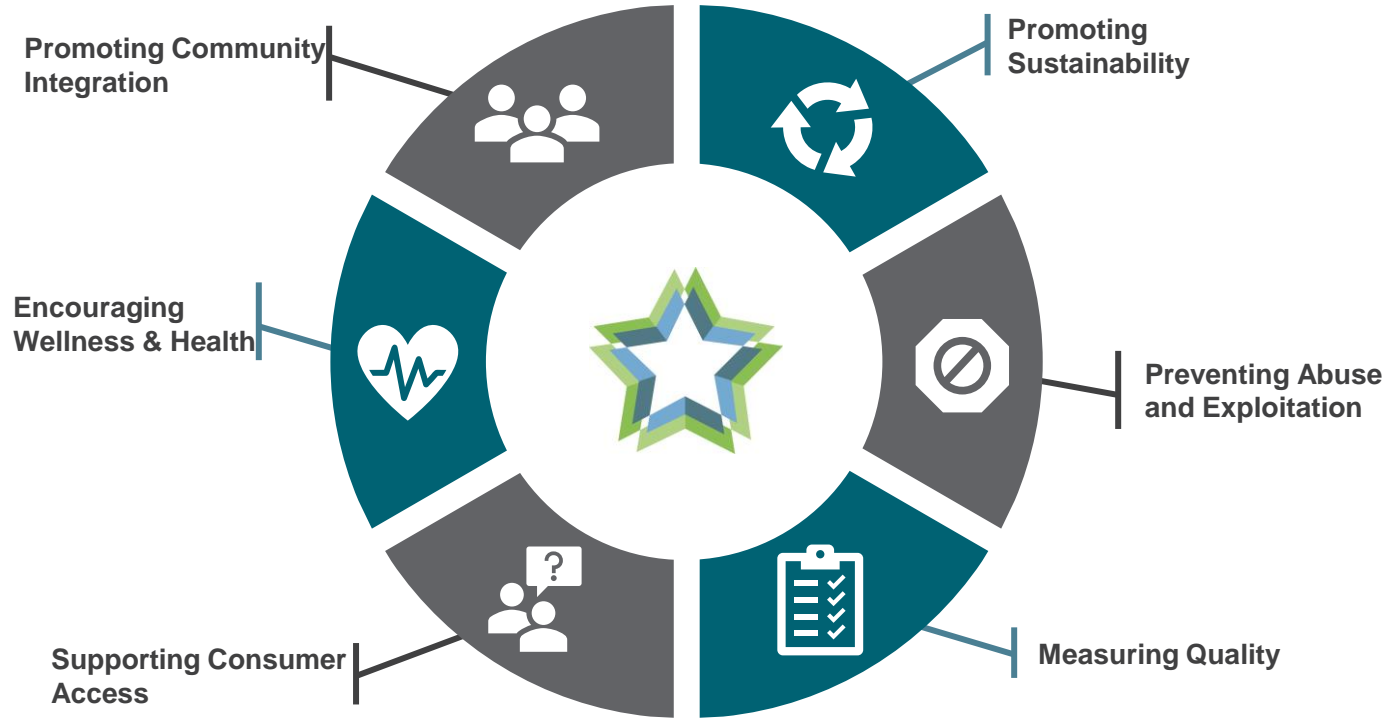 Promoting Community
Integration
Promoting
Sustainability
Encouraging
Wellness & Health
Preventing Abuse
and Exploitation
?
Supporting Consumer
Access
Measuring Quality